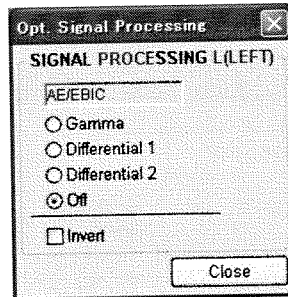 Opt. Signal Processing
SIGNAL PROCESSING L(LEFT)
AE/EBIC
Gamma
Differential 1
Differential 2
Off
Invert
Close